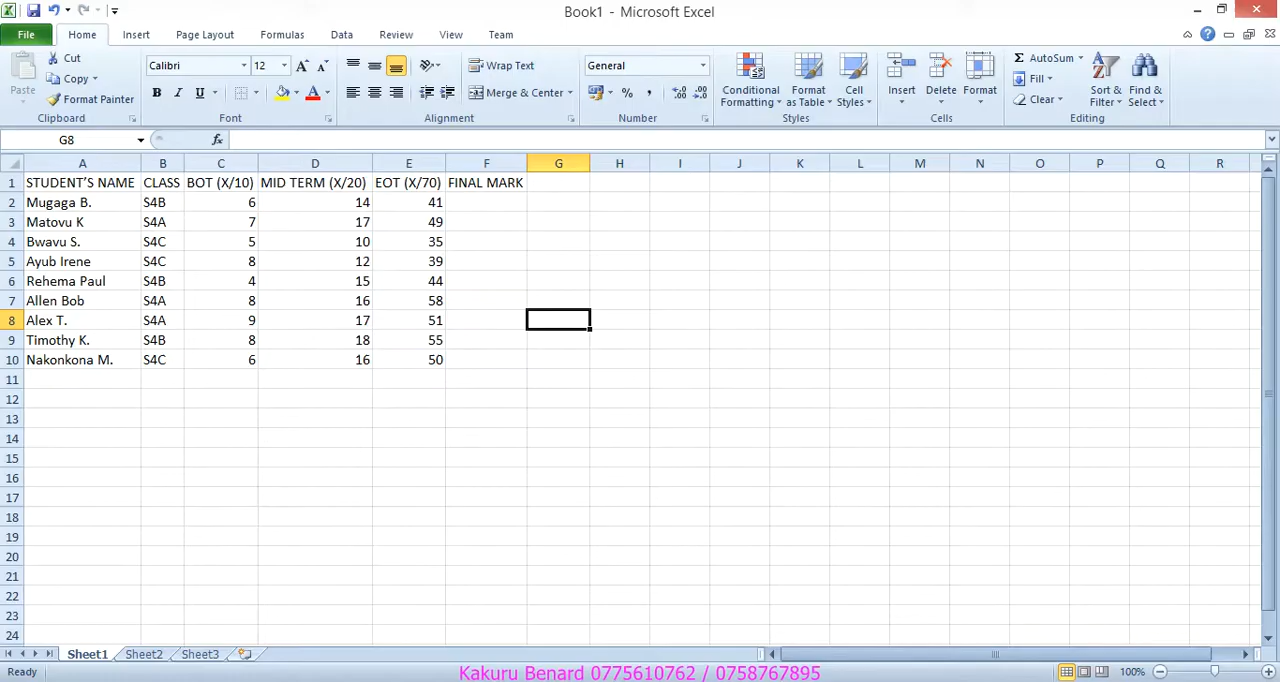 Book1 - Microsoft Excel
File Home Insert Page Layout Formulas Data Review View Team
Paste Cut Copy Format Painter Clipboard
Calibri 12 B I U A Font
Wrap Text Merge & Center Alignment
General % , Number
Conditional Formatting Format as Table Cell Styles Styles
Insert Delete Format Cells
Σ AutoSum Fill Clear Sort & Filter Find & Select Editing
G8 fx
A B C D E F G H I J K L M N O P Q R
1 STUDENT'S NAME CLASS BOT (X/10) MID TERM (X/20) EOT (X/70) FINAL MARK
2 Mugaga B. S4B 6 14 41
3 Matovu K S4A 7 17 49
4 Bwavu S. S4C 5 10 35
5 Ayub Irene S4C 8 12 39
6 Rehema Paul S4B 4 15 44
7 Allen Bob S4A 8 16 58
8 Alex T. S4A 9 17 51
9 Timothy K. S4B 8 18 55
10 Nakonkona M. S4C 6 16 50
11
12
13
14
15
16
17
18
19
20
21
22
23
24
Sheet1 Sheet2 Sheet3
Ready Kakuru Benard 0775610762 / 0758767895 100%